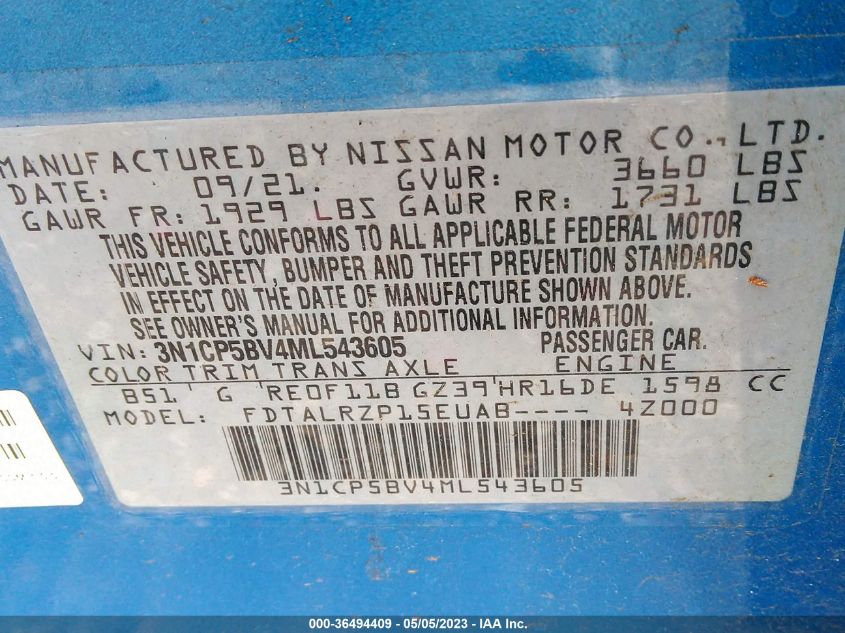 MANUFACTURED BY NISSAN MOTOR CO., LTD.
DATE: 09/21. GVWR: 3660 LBS
GAWR FR: 1929 LBS GAWR RR: 1731 LBS
THIS VEHICLE CONFORMS TO ALL APPLICABLE FEDERAL MOTOR
VEHICLE SAFETY, BUMPER AND THEFT PREVENTION STANDARDS
IN EFFECT ON THE DATE OF MANUFACTURE SHOWN ABOVE.
SEE OWNER'S MANUAL FOR ADDITIONAL INFORMATION.
VIN: 3N1CP5BV4ML543605 PASSENGER CAR.
COLOR TRIM TRANS AXLE ENGINE
B51 G RE0F11B GZ39 HR16DE 1598 CC
MODEL: FDTALRZP15EUAB---- 4Z000
3N1CP5BV4ML543605
000-36494409 - 05/05/2023 - IAA Inc.